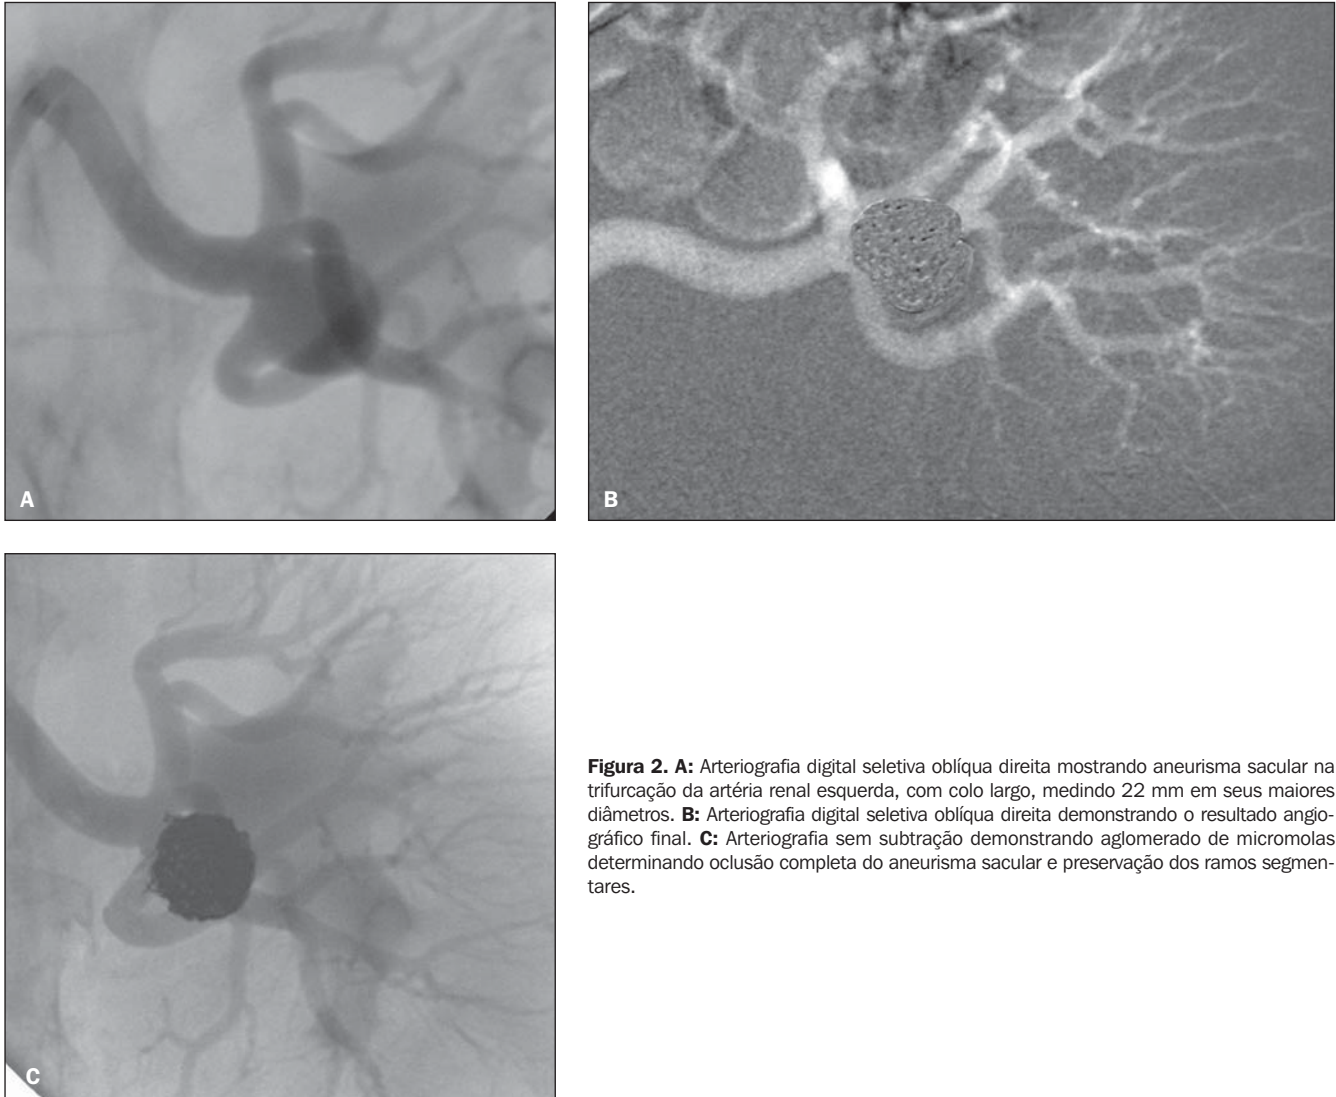 A
B
C
Figura 2. A: Arteriografia digital seletiva oblíqua direita mostrando aneurisma sacular na
trifurcação da artéria renal esquerda, com colo largo, medindo 22 mm em seus maiores
diâmetros. B: Arteriografia digital seletiva oblíqua direita demonstrando o resultado angio-
gráfico final. C: Arteriografia sem subtração demonstrando aglomerado de micromolas
determinando oclusão completa do aneurisma sacular e preservação dos ramos segmen-
tares.